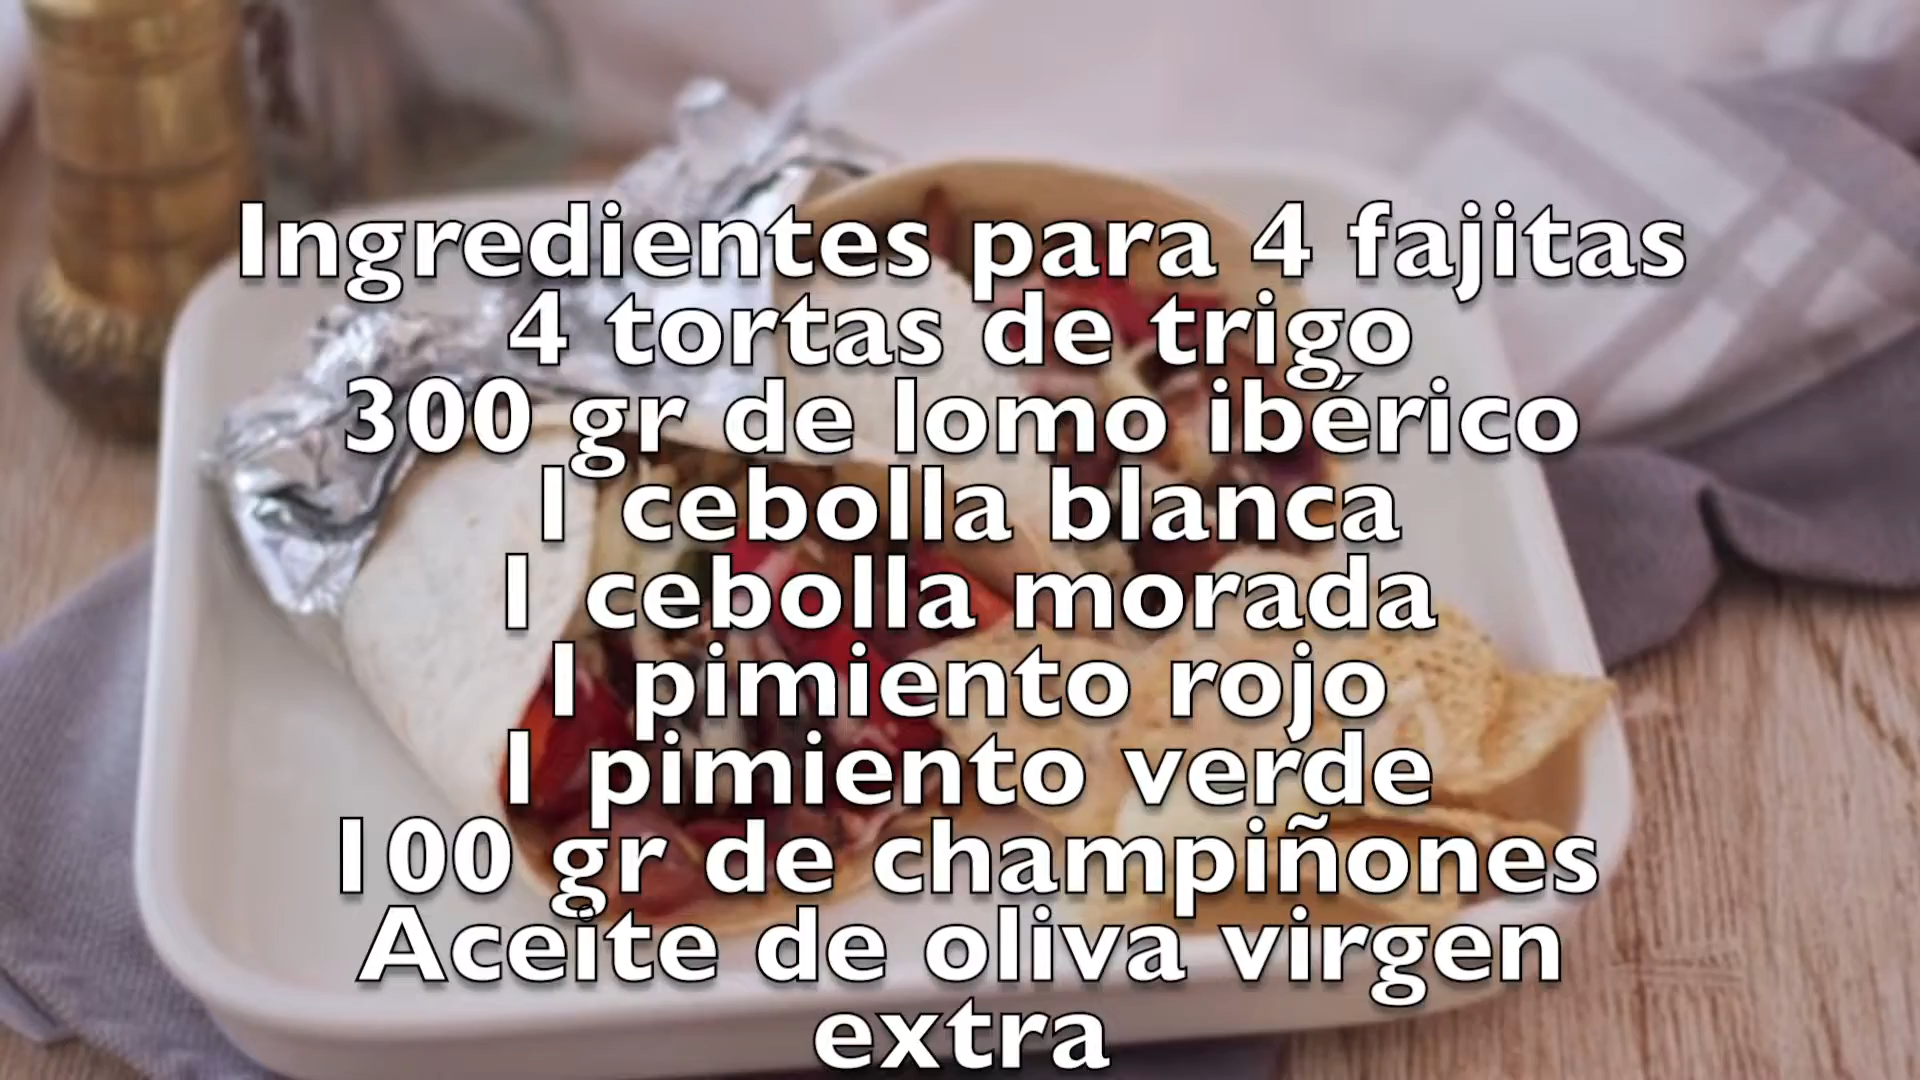 Ingredientes para 4 fajitas
4 tortas de trigo
300 gr de lomo ibérico
1 cebolla blanca
1 cebolla morada
1 pimiento rojo
1 pimiento verde
100 gr de champiñones
Aceite de oliva virgen
extra